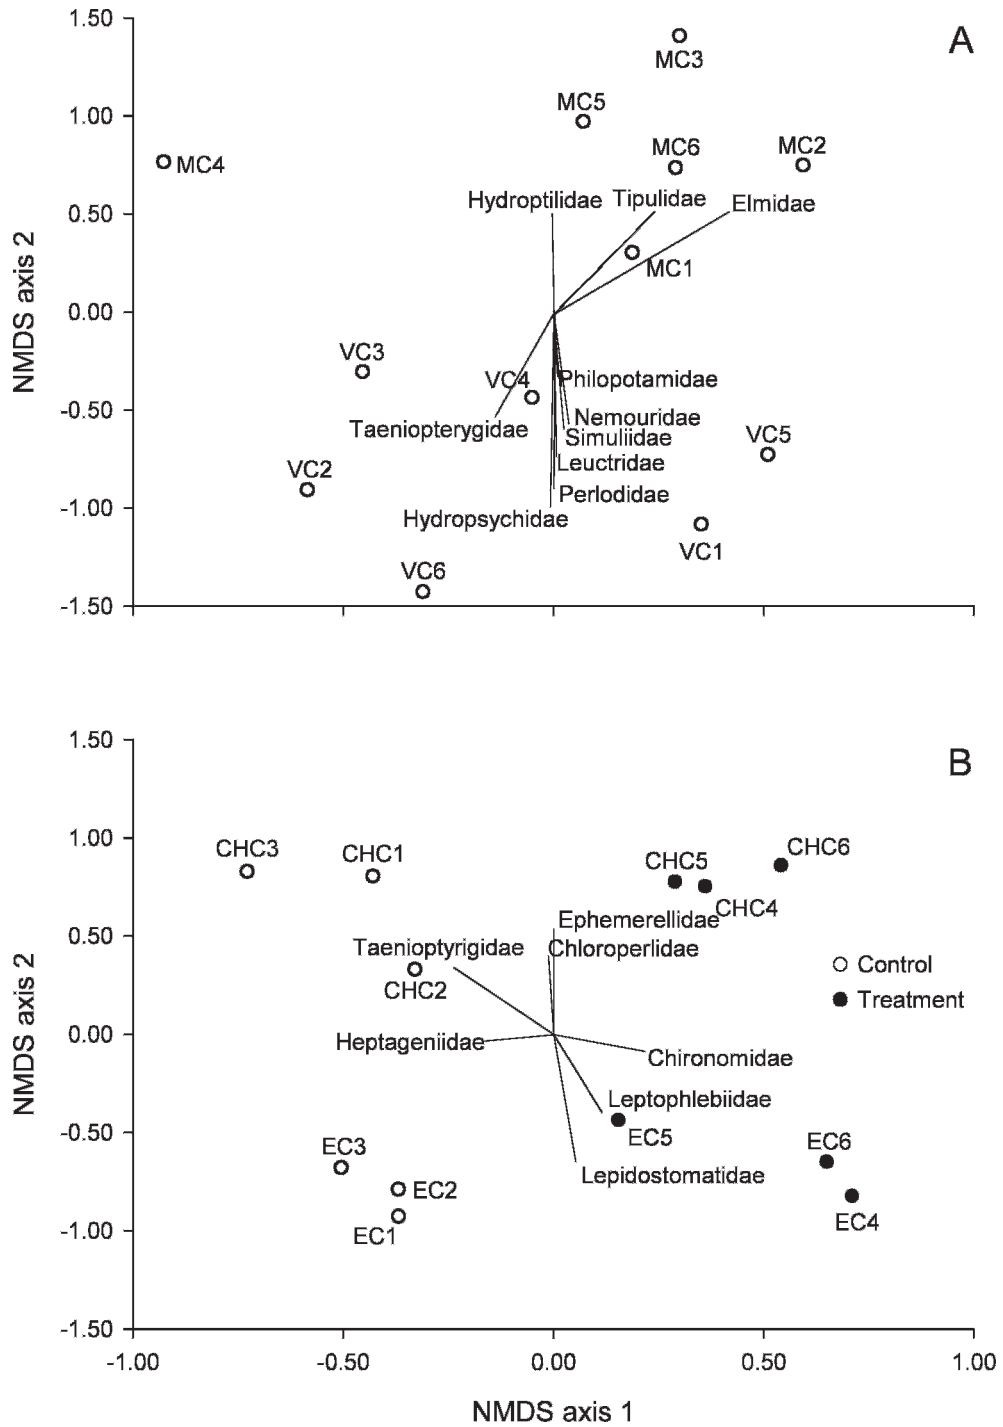 1.50
A
MC3
MC5
1.00
MC6
MC2
MC4
Hydroptilidae
Tipulidae
Elmidae
0.50
MC1
NMDS axis 2
0.00
VC3
VC4
Philopotamidae
-0.50
Nemouridae
Taeniopterygidae
Simuliidae
VC5
VC2
Leuctridae
Perlodidae
-1.00
Hydropsychidae
VC1
VC6
-1.50
1.50
B
1.00
CHC3
CHC1
CHC5
CHC6
CHC4
Ephemerellidae
0.50
Taenioptyrigidae
Chloroperlidae
CHC2
Control
Treatment
NMDS axis 2
0.00
Heptageniidae
Chironomidae
Leptophlebiidae
-0.50
EC5
EC3
EC6
EC2
Lepidostomatidae
EC1
EC4
-1.00
-1.50
-1.00 -0.50 0.00 0.50 1.00
NMDS axis 1